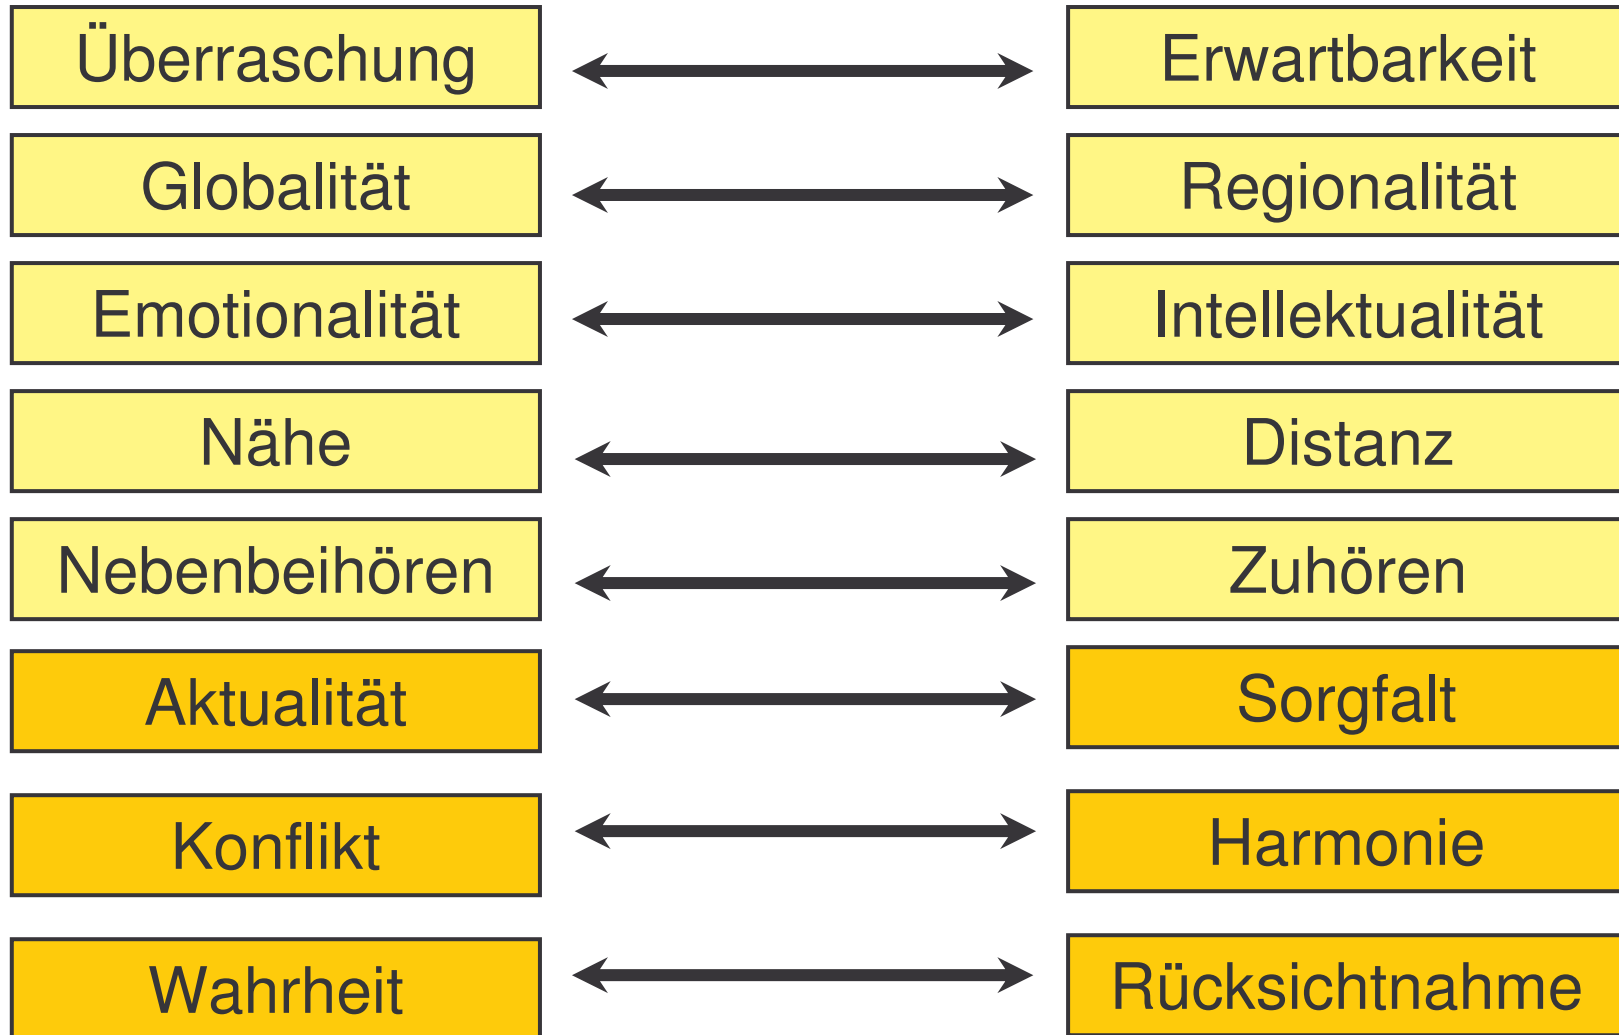 Überraschung Erwartbarkeit
Globalität Regionalität
Emotionalität Intellektualität
Nähe Distanz
Nebenbeihören Zuhören
Aktualität Sorgfalt
Konflikt Harmonie
Wahrheit Rücksichtnahme